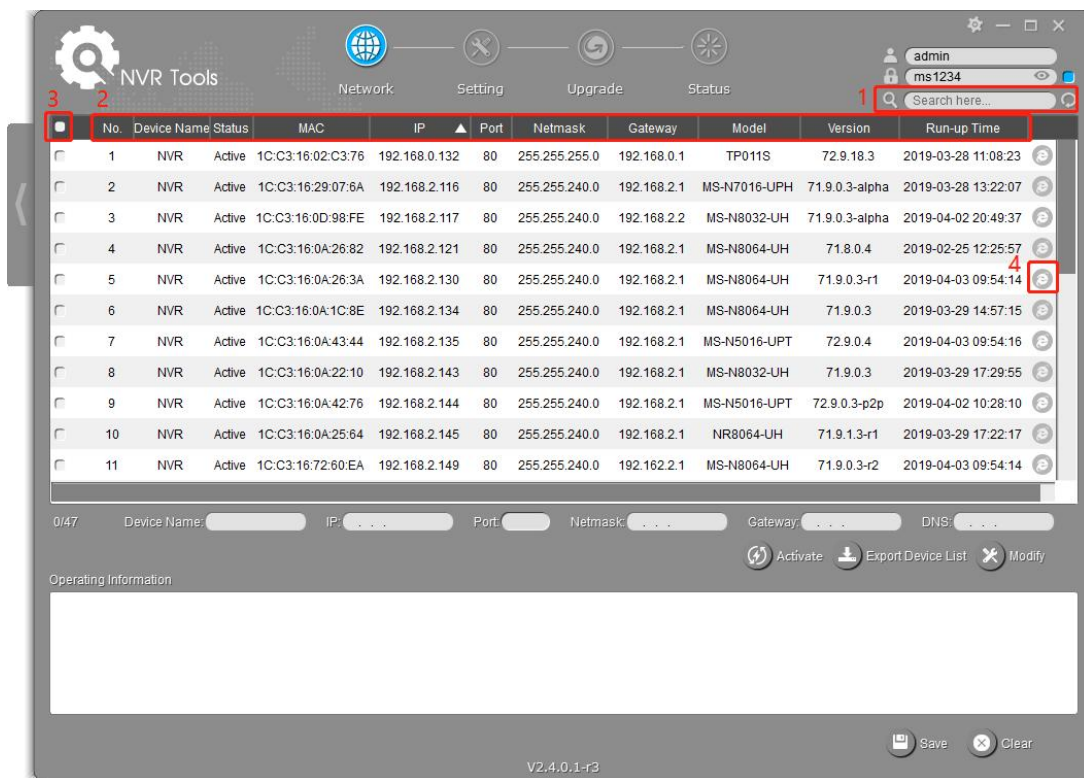 NVR Tools
Network Setting Upgrade Status
admin
ms1234
1 Search here...
3 2
No. Device Name Status MAC IP Port Netmask Gateway Model Version Run-up Time
1 NVR Active 1C:C3:16:02:C3:76 192.168.0.132 80 255.255.255.0 192.168.0.1 TP011S 72.9.18.3 2019-03-28 11:08:23
2 NVR Active 1C:C3:16:29:07:6A 192.168.2.116 80 255.255.240.0 192.168.2.1 MS-N7016-UPH 71.9.0.3-alpha 2019-03-28 13:22:07
3 NVR Active 1C:C3:16:0D:98:FE 192.168.2.117 80 255.255.240.0 192.168.2.2 MS-N8032-UH 71.9.0.3-alpha 2019-04-02 20:49:37
4 NVR Active 1C:C3:16:0A:26:82 192.168.2.121 80 255.255.240.0 192.168.2.1 MS-N8064-UH 71.8.0.4 2019-02-25 12:25:57
4
5 NVR Active 1C:C3:16:0A:25:8A 192.168.2.130 80 255.255.240.0 192.168.2.1 MS-N8064-UH 71.9.0.3-r1 2019-04-03 09:54:14
6 NVR Active 1C:C3:16:0A:1C:8E 192.168.2.134 80 255.255.240.0 192.168.2.1 MS-N8064-UH 71.9.0.3 2019-03-29 14:57:15
7 NVR Active 1C:C3:16:0A:43:44 192.168.2.135 80 255.255.240.0 192.168.2.1 MS-N5016-UPT 72.9.0.4 2019-04-03 09:54:16
8 NVR Active 1C:C3:16:0A:22:10 192.168.2.143 80 255.255.240.0 192.168.2.1 MS-N8032-UH 71.9.0.3 2019-03-29 17:29:55
9 NVR Active 1C:C3:16:0A:42:76 192.168.2.144 80 255.255.240.0 192.168.2.1 MS-N5016-UPT 72.9.0.3-p2p 2019-04-02 10:28:10
10 NVR Active 1C:C3:16:0A:25:64 192.168.2.145 80 255.255.240.0 192.168.2.1 NR8064-UH 71.9.1.3-r1 2019-03-29 17:22:17
11 NVR Active 1C:C3:16:72:60:EA 192.168.2.149 80 255.255.240.0 192.162.2.1 MS-N8064-UH 71.9.0.3-r2 2019-04-03 09:54:14
0/47 Device Name: IP: . . . Port: Netmask: . . . Gateway: . . . DNS: . . .
Activate Export Device List Modify
Operating Information
Save Clear
V2.4.0.1-r3